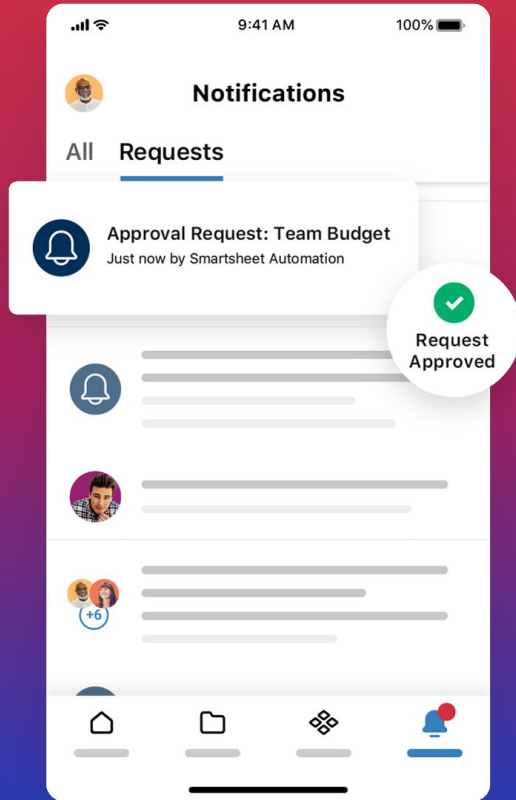 9:41 AM
100%
Notifications
All
Requests
Approval Request: Team Budget
Just now by Smartsheet Automation
Request
Approved
+6